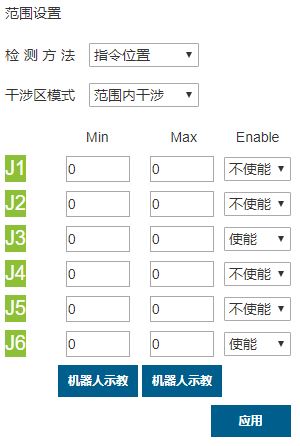 范围设置
检测方法 指令位置
干涉区模式 范围内干涉
Min Max Enable
J1 0 0 不使能
J2 0 0 不使能
J3 0 0 使能
J4 0 0 不使能
J5 0 0 不使能
J6 0 0 使能
机器人示教 机器人示教
应用